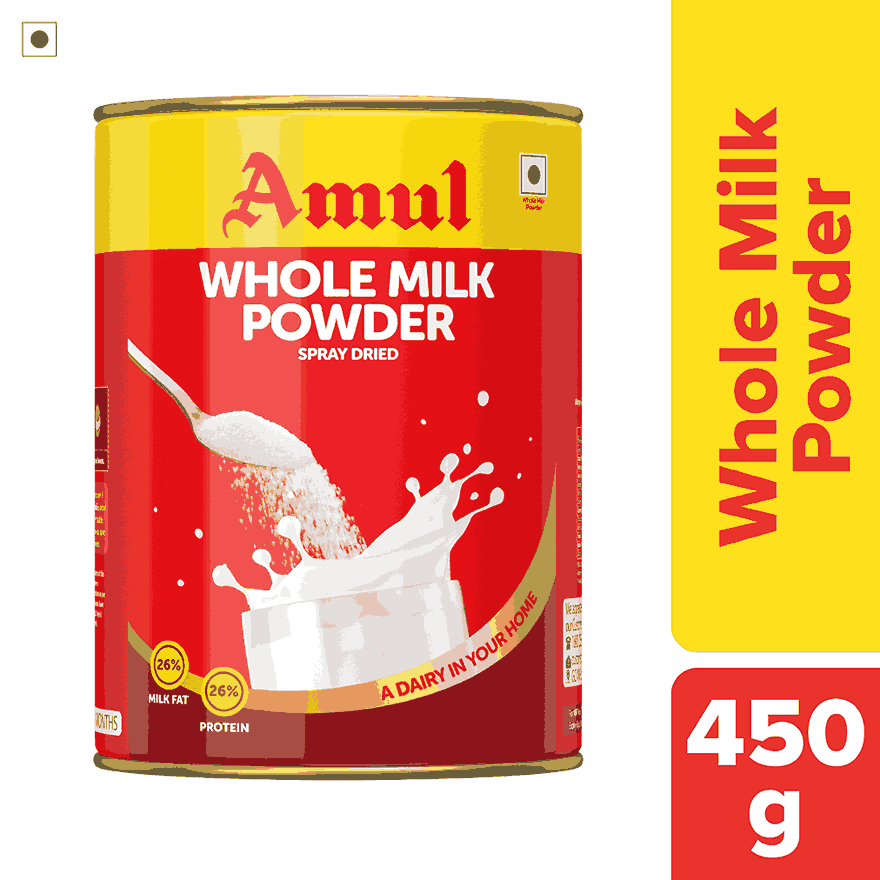 Amul
Whole Milk
Powder
WHOLE MILK
POWDER
SPRAY DRIED
A DAIRY IN YOUR HOME
26%
MILK FAT
26%
PROTEIN
MONTHS
Whole Milk
Powder
450
g